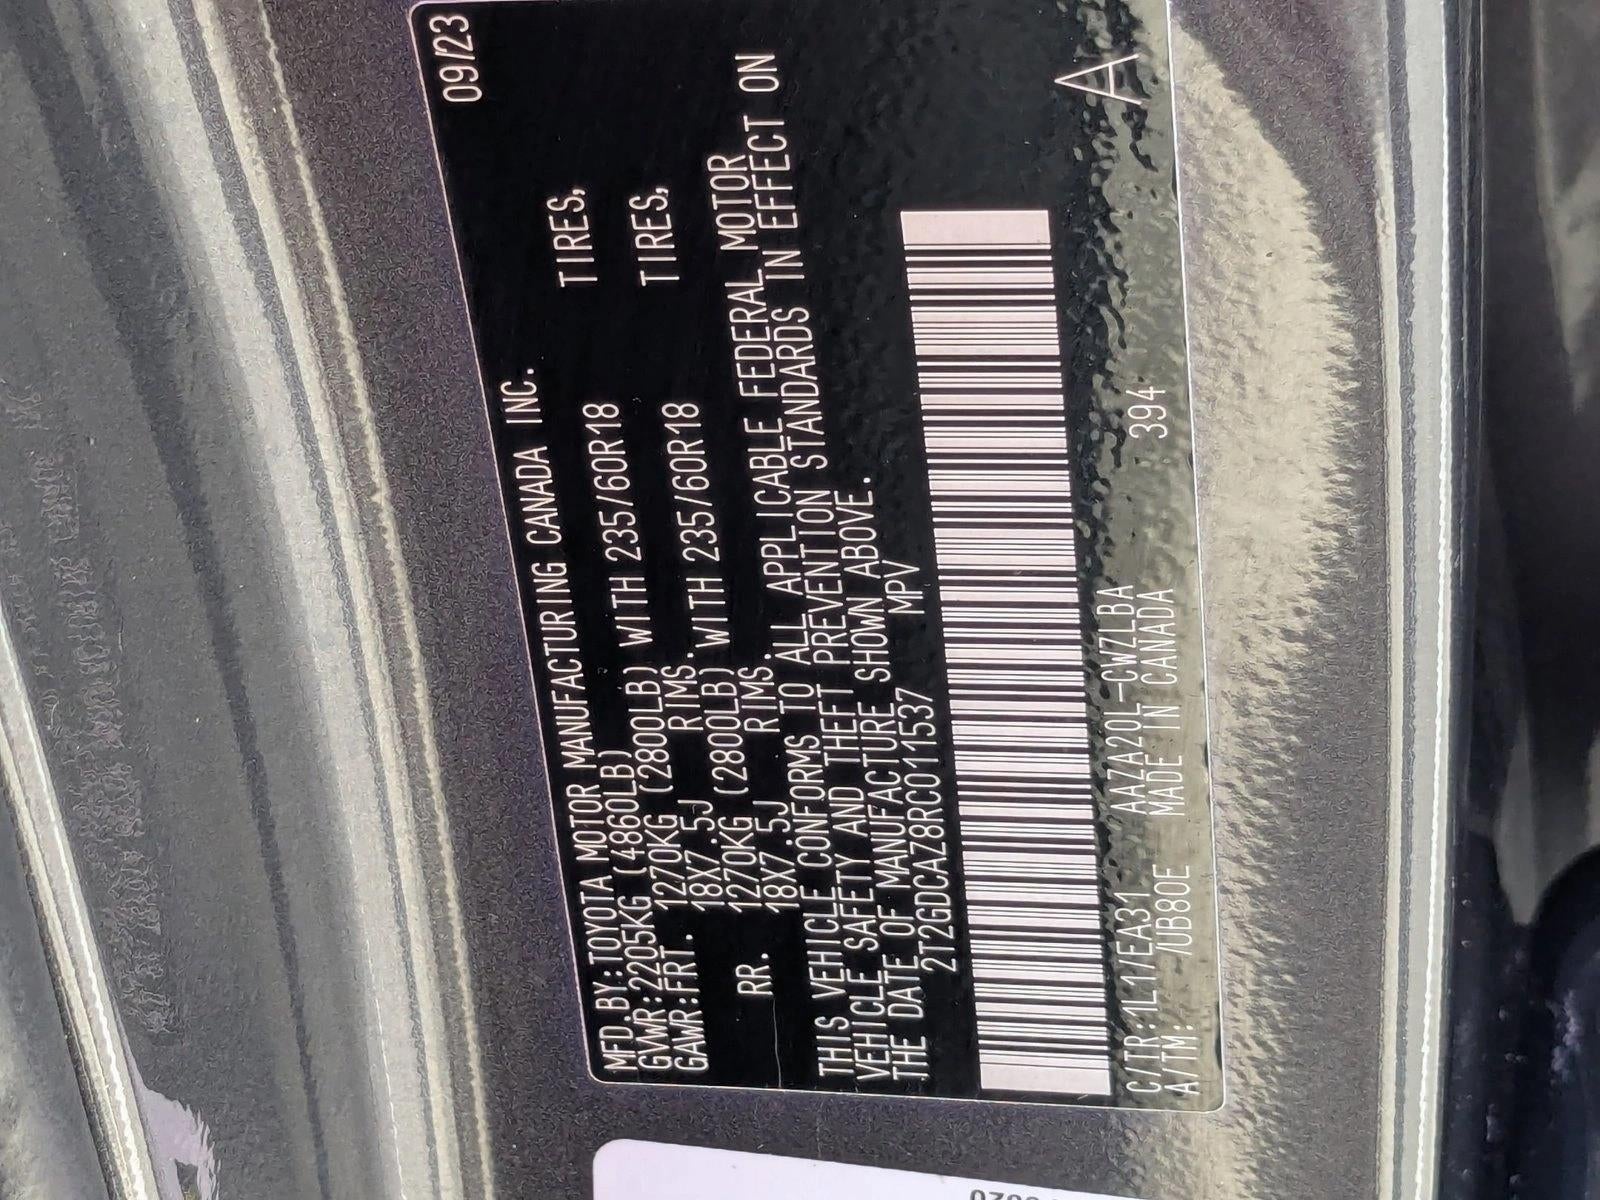 MFD.BY:TOYOTA MOTOR MANUFACTURING CANADA INC. 09/23
GVWR:2205KG (4860LB)
GAWR:FRT. 1270KG (2800LB) WITH 235/60R18 TIRES,
18X7.5J RIMS.
RR. 1270KG (2800LB) WITH 235/60R18 TIRES,
18X7.5J RIMS.
THIS VEHICLE CONFORMS TO ALL APPLICABLE FEDERAL MOTOR
VEHICLE SAFETY AND THEFT PREVENTION STANDARDS IN EFFECT ON
THE DATE OF MANUFACTURE SHOWN ABOVE.
2T2GDCAZ8RC011537 MPV
C/TR:1L17/EA31 AAZA20L-CWZLBA A
A/TM: /UB80E MADE IN CANADA 394